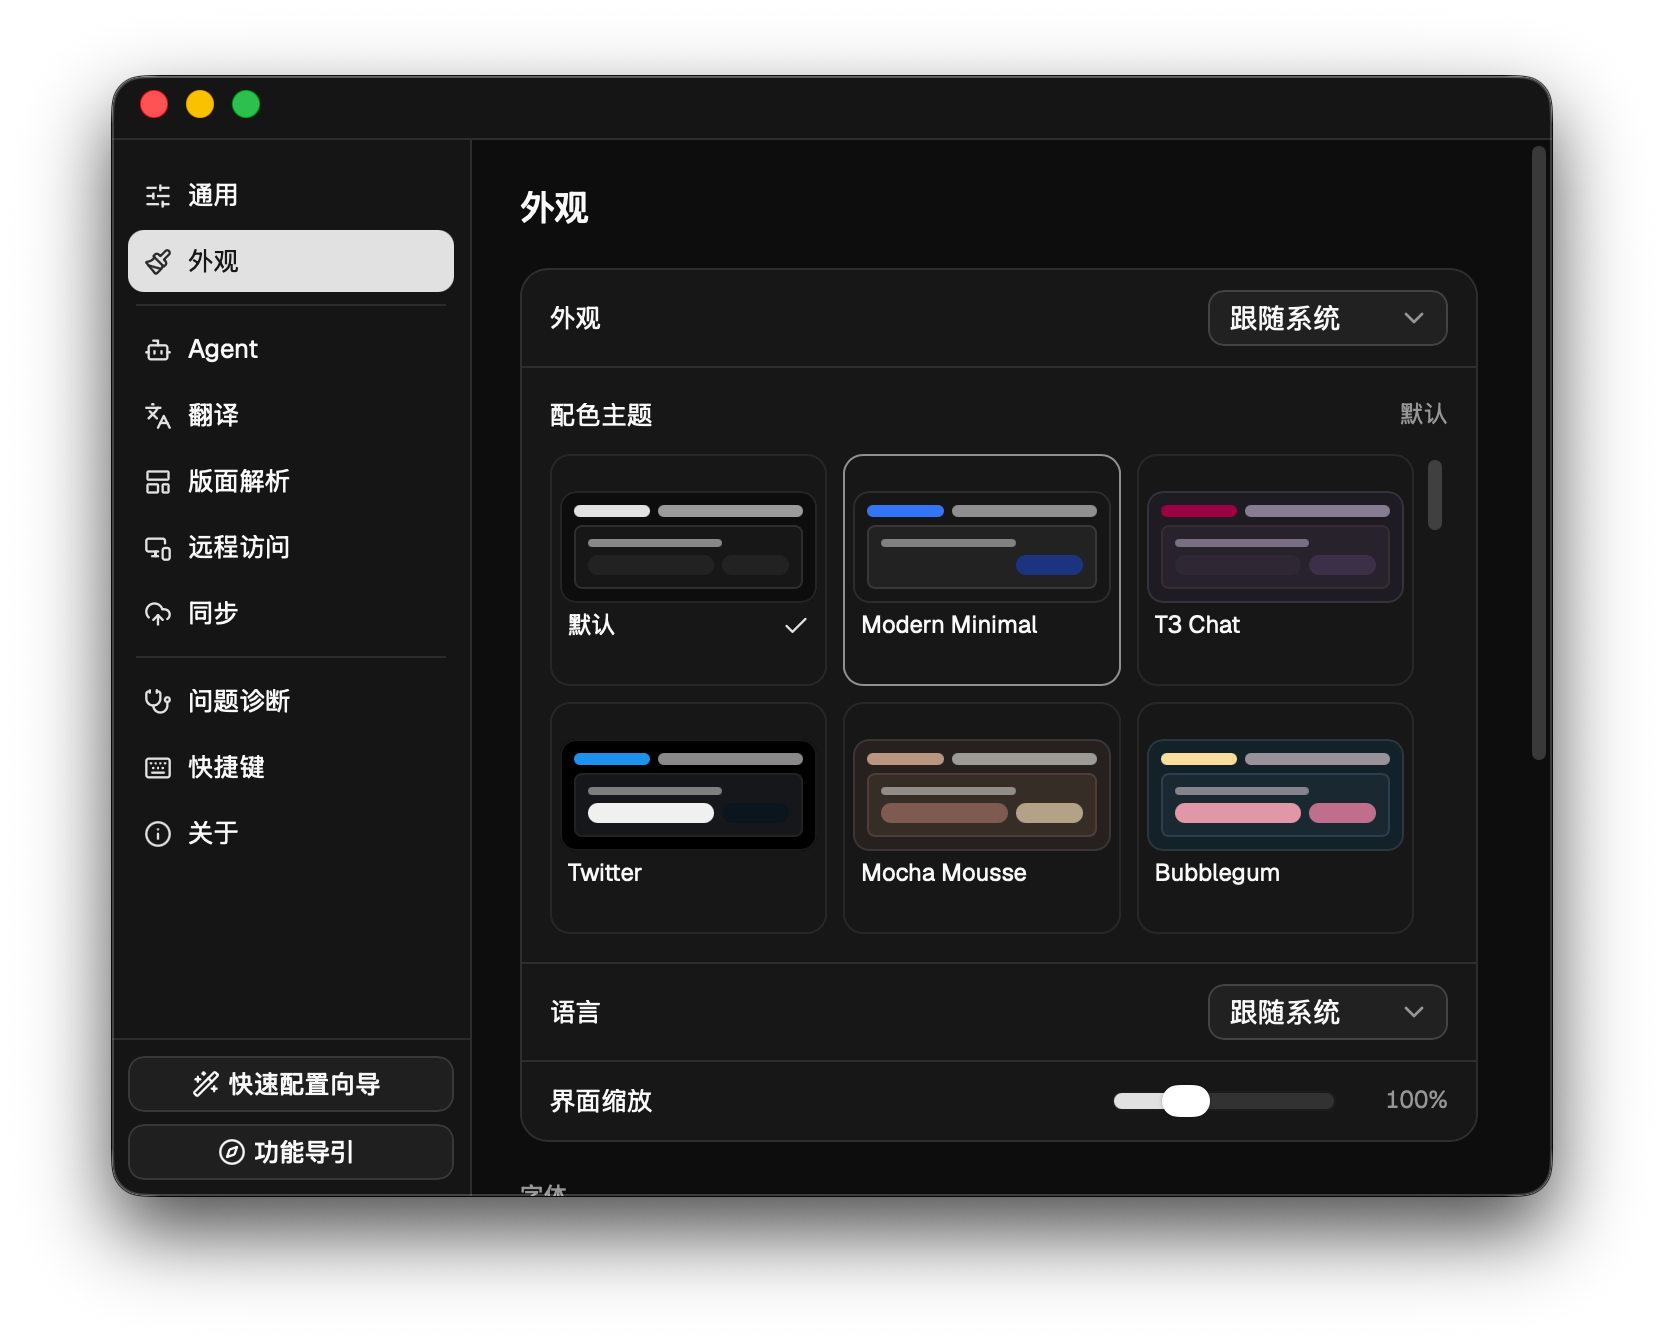 通用
外观
Agent
翻译
版面解析
远程访问
同步
问题诊断
快捷键
关于
快速配置向导
功能导引
外观
外观
跟随系统
配色主题
默认
默认
Modern Minimal
T3 Chat
Twitter
Mocha Mousse
Bubblegum
语言
跟随系统
界面缩放
100%
字体